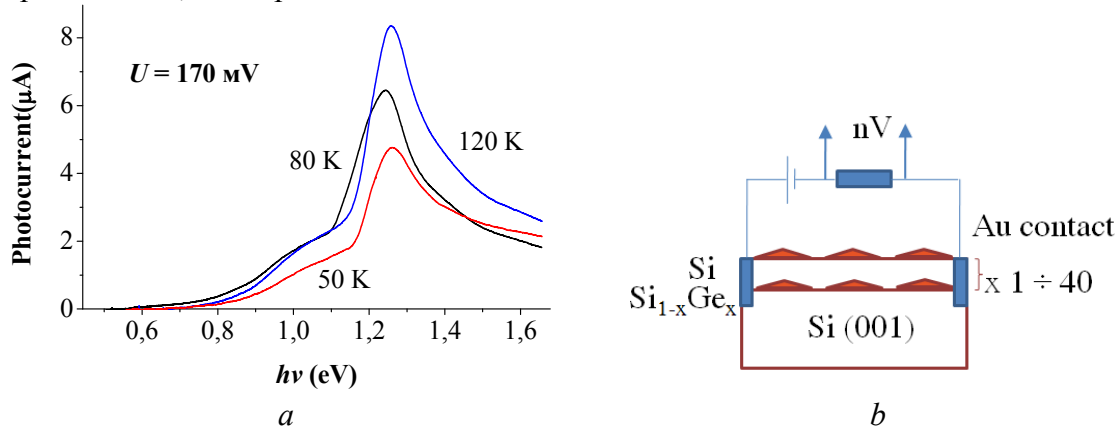 8
6
4
2
0
Photocurrent(µA)
U = 170 мV
80 K
120 K
50 K
0,6
0,8
1,0
1,2
1,4
1,6
hν (eV)
a
nV
Au contact
Si
Si1-xGex
x 1 ÷ 40
Si (001)
b